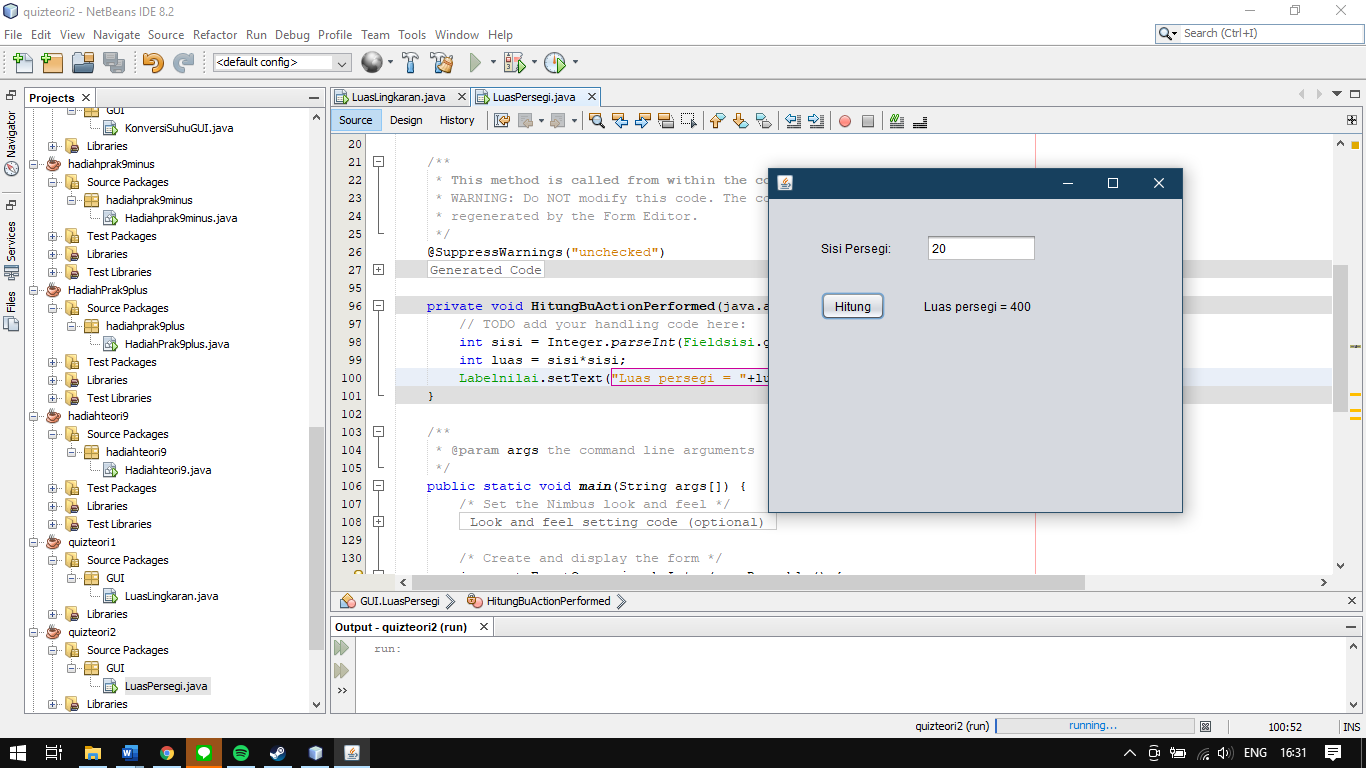 quizteori2 - NetBeans IDE 8.2
File Edit View Navigate Source Refactor Run Debug Profile Team Tools Window Help
Search (Ctrl+I)
<default config>
Projects
Navigator
Services
Files
GUI
KonversiSuhuGUI.java
Libraries
hadiahprak9minus
Source Packages
hadiahprak9minus
Hadiahprak9minus.java
Test Packages
Libraries
Test Libraries
HadiahPrak9plus
Source Packages
hadiahprak9plus
HadiahPrak9plus.java
Test Packages
Libraries
Test Libraries
hadiahteori9
Source Packages
hadiahteori9
Hadiahteori9.java
Test Packages
Libraries
Test Libraries
quizteori1
Source Packages
GUI
LuasLingkaran.java
Libraries
quizteori2
Source Packages
GUI
LuasPersegi.java
Libraries
LuasLingkaran.java LuasPersegi.java
Source Design History
20
21 /**
22 * This method is called from within the co
23 * WARNING: Do NOT modify this code. The co
24 * regenerated by the Form Editor.
25 */
26 @SuppressWarnings("unchecked")
27 Generated Code
95
96 private void HitungBuActionPerformed(java.a
97 // TODO add your handling code here:
98 int sisi = Integer.parseInt(Fieldsisi.g
99 int luas = sisi*sisi;
100 Labelnilai.setText("Luas persegi = "+lu
101 }
102
103 /**
104 * @param args the command line arguments
105 */
106 public static void main(String args[]) {
107 /* Set the Nimbus look and feel */
108 Look and feel setting code (optional)
129
130 /* Create and display the form */
Sisi Persegi: 20
Hitung Luas persegi = 400
GUI.LuasPersegi HitungBuActionPerformed
Output - quizteori2 (run)
run:
quizteori2 (run) running... 100:52 INS
ENG 16:31